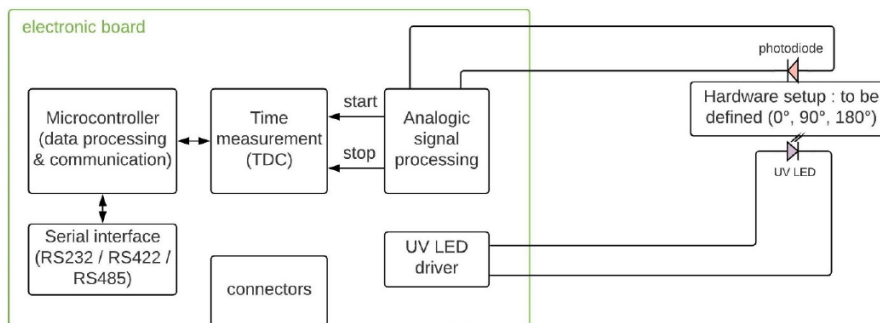 electronic board
photodiode
Hardware setup : to be
defined (0°, 90°, 180°)
UV LED
Microcontroller
(data processing
& communication)
Time
measurement
(TDC)
start
stop
Analogic
signal
processing
Serial interface
(RS232 / RS422 /
RS485)
connectors
UV LED
driver